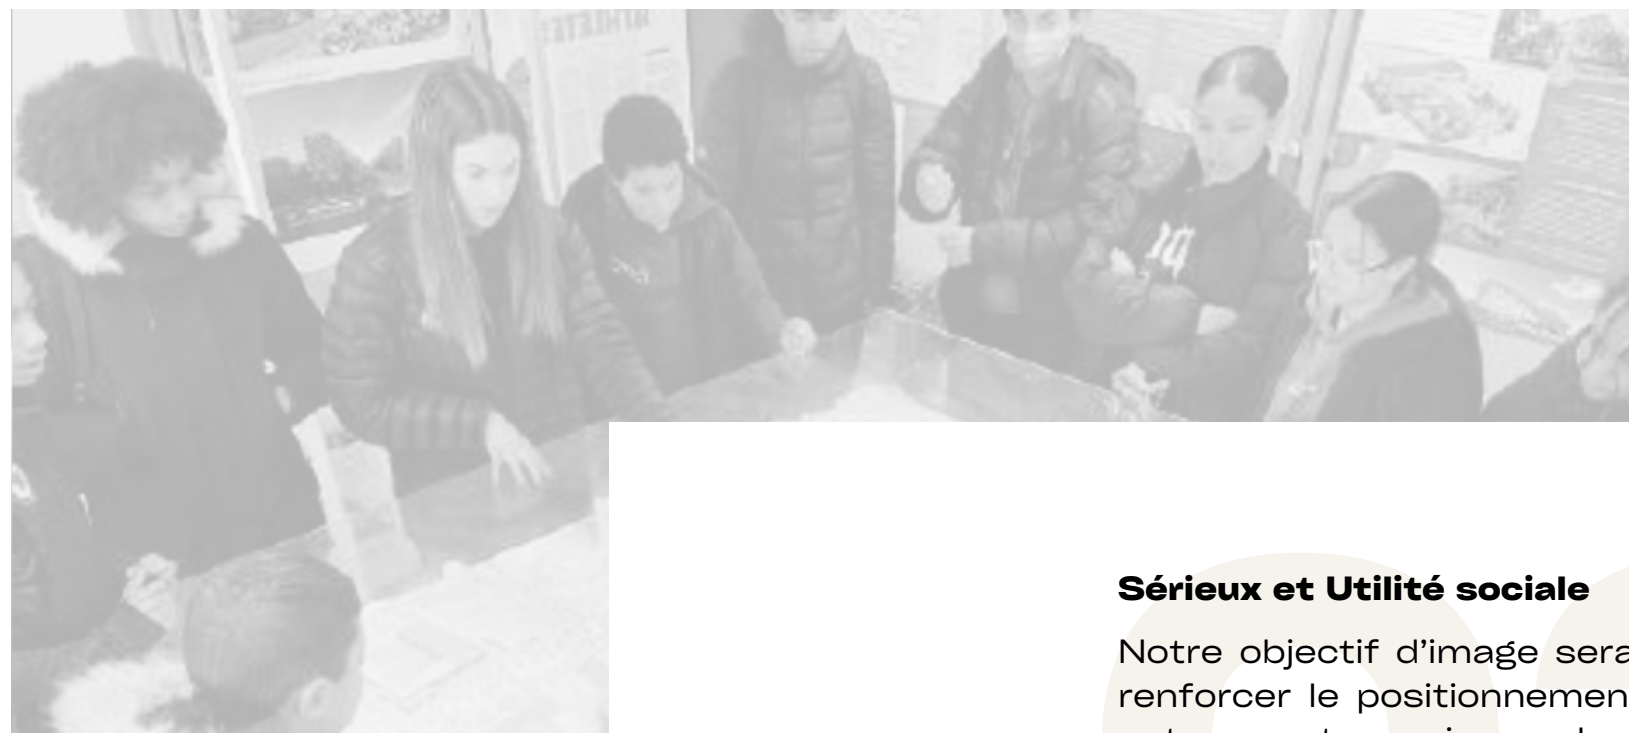 Sérieux et Utilité sociale
Notre objectif d'image sera
renforcer le positionnemen